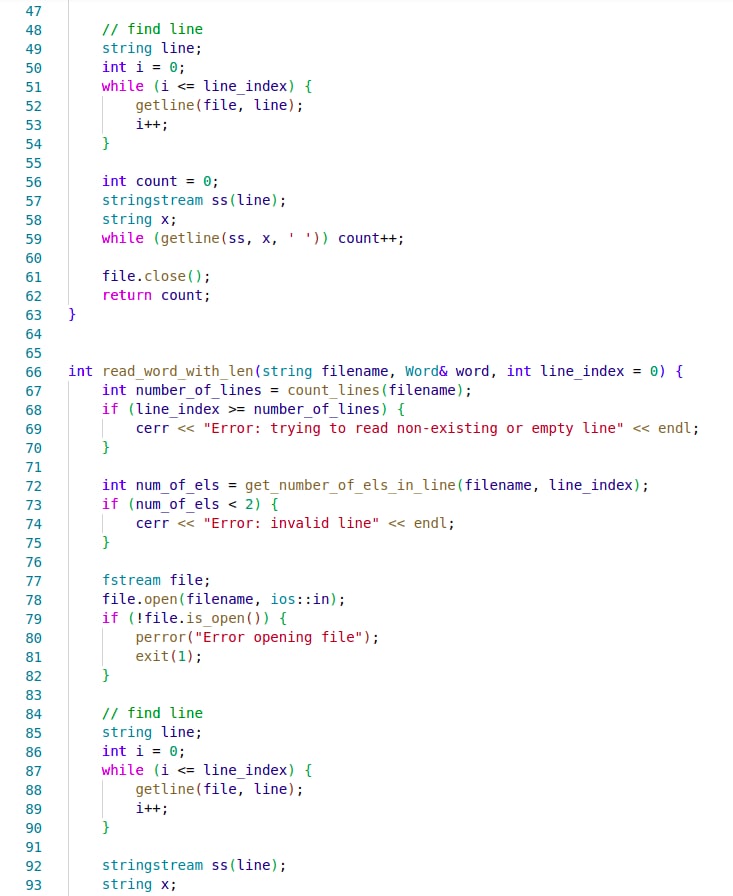 47
48 // find line
49 string line;
50 int i = 0;
51 while (i <= line_index) {
52 getline(file, line);
53 i++;
54 }
55
56 int count = 0;
57 stringstream ss(line);
58 string x;
59 while (getline(ss, x, ' ')) count++;
60
61 file.close();
62 return count;
63 }
64
65
66 int read_word_with_len(string filename, Word& word, int line_index = 0) {
67 int number_of_lines = count_lines(filename);
68 if (line_index >= number_of_lines) {
69 cerr << "Error: trying to read non-existing or empty line" << endl;
70 }
71
72 int num_of_els = get_number_of_els_in_line(filename, line_index);
73 if (num_of_els < 2) {
74 cerr << "Error: invalid line" << endl;
75 }
76
77 fstream file;
78 file.open(filename, ios::in);
79 if (!file.is_open()) {
80 perror("Error opening file");
81 exit(1);
82 }
83
84 // find line
85 string line;
86 int i = 0;
87 while (i <= line_index) {
88 getline(file, line);
89 i++;
90 }
91
92 stringstream ss(line);
93 string x;